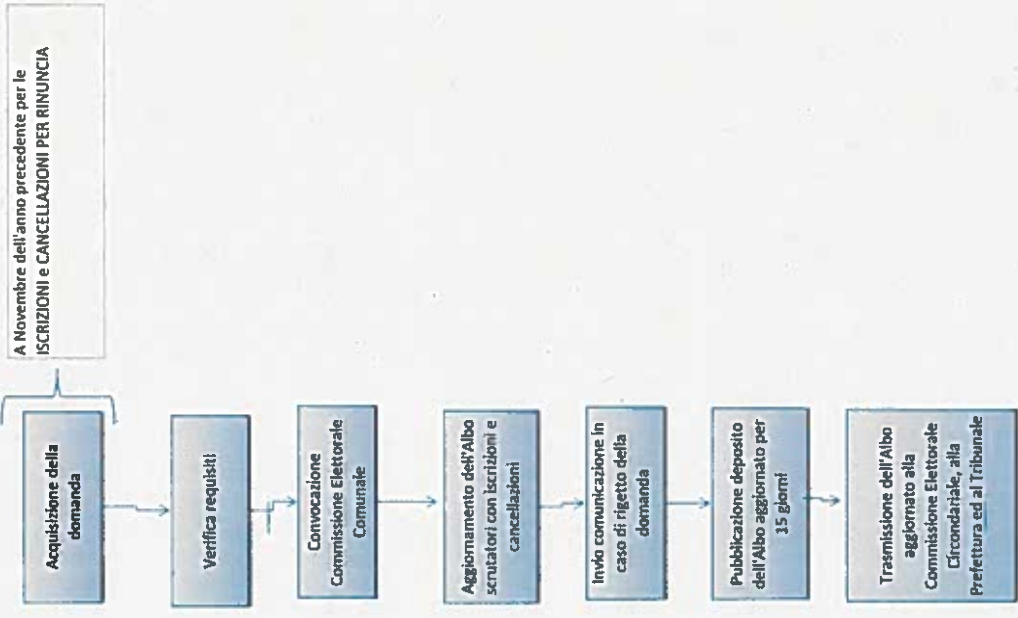 A Novembre dell'anno precedente per le
ISCRIZIONI e CANCELLAZIONI PER RINUNCIA
Acquisizione della
domanda
Verifica requisiti
Convocazione
Commissione Elettorale
Comunale
Aggiornamento dell'Albo
scrutatori con iscrizioni e
cancellazioni
Invio comunicazione in
caso di rigetto della
domanda
Pubblicazione deposito
dell'Albo aggiornato per
15 giorni
Trasmissione dell'Albo
aggiornato alla
Commissione Elettorale
Circondariale, alla
Prefettura ed al Tribunale